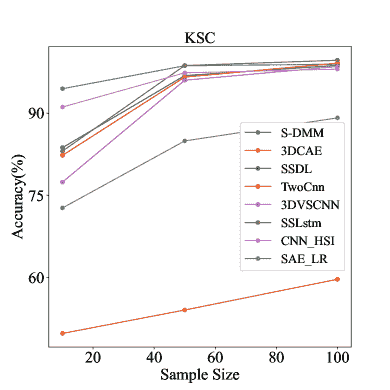 KSC
Accuracy(%)
90
75
60
S-DMM
3DCAE
SSDL
TwoCnn
3DVSCNN
SSLstm
CNN_HSI
SAE_LR
20
40
60
80
100
Sample Size